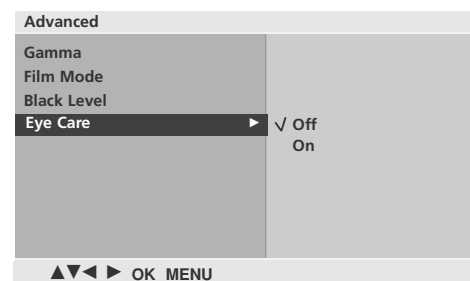 Advanced
Gamma
Film Mode
Black Level
Eye Care ► √ Off
On
▲▼◄ ► OK MENU